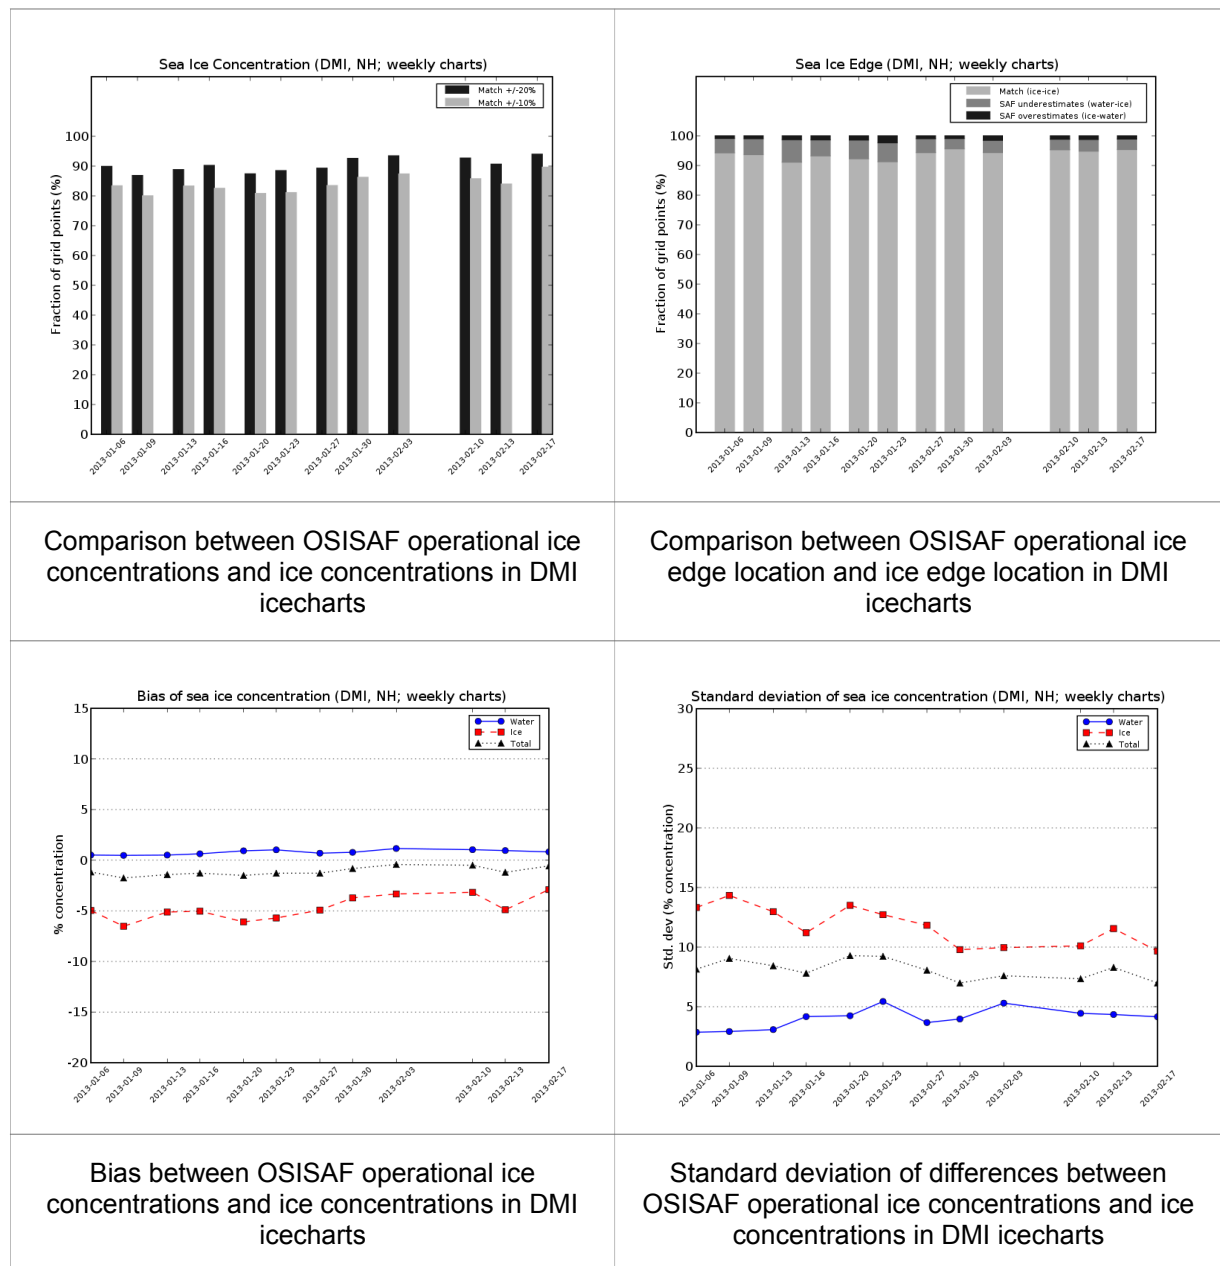 Sea Ice Concentration (DMI, NH; weekly charts)
Match +/-20%
Match +/-10%
Fraction of grid points (%)
100
90
80
70
60
50
40
30
20
10
0
2013-01-06
2013-01-09
2013-01-13
2013-01-16
2013-01-20
2013-01-23
2013-01-27
2013-01-30
2013-02-03
2013-02-10
2013-02-13
2013-02-17
Sea Ice Edge (DMI, NH; weekly charts)
Match (ice-ice)
SAF underestimates (water-ice)
SAF overestimates (ice-water)
Fraction of grid points (%)
100
90
80
70
60
50
40
30
20
10
0
2013-01-06
2013-01-09
2013-01-13
2013-01-16
2013-01-20
2013-01-23
2013-01-27
2013-01-30
2013-02-03
2013-02-10
2013-02-13
2013-02-17
Comparison between OSISAF operational ice
concentrations and ice concentrations in DMI
icecharts
Comparison between OSISAF operational ice
edge location and ice edge location in DMI
icecharts
Bias of sea ice concentration (DMI, NH; weekly charts)
Water
Ice
Total
% concentration
15
10
5
0
-5
-10
-15
-20
2013-01-06
2013-01-09
2013-01-13
2013-01-16
2013-01-20
2013-01-23
2013-01-27
2013-01-30
2013-02-03
2013-02-10
2013-02-13
2013-02-17
Standard deviation of sea ice concentration (DMI, NH; weekly charts)
Water
Ice
Total
Std. dev (% concentration)
30
25
20
15
10
5
0
2013-01-06
2013-01-09
2013-01-13
2013-01-16
2013-01-20
2013-01-23
2013-01-27
2013-01-30
2013-02-03
2013-02-10
2013-02-13
2013-02-17
Bias between OSISAF operational ice
concentrations and ice concentrations in DMI
icecharts
Standard deviation of differences between
OSISAF operational ice concentrations and ice
concentrations in DMI icecharts